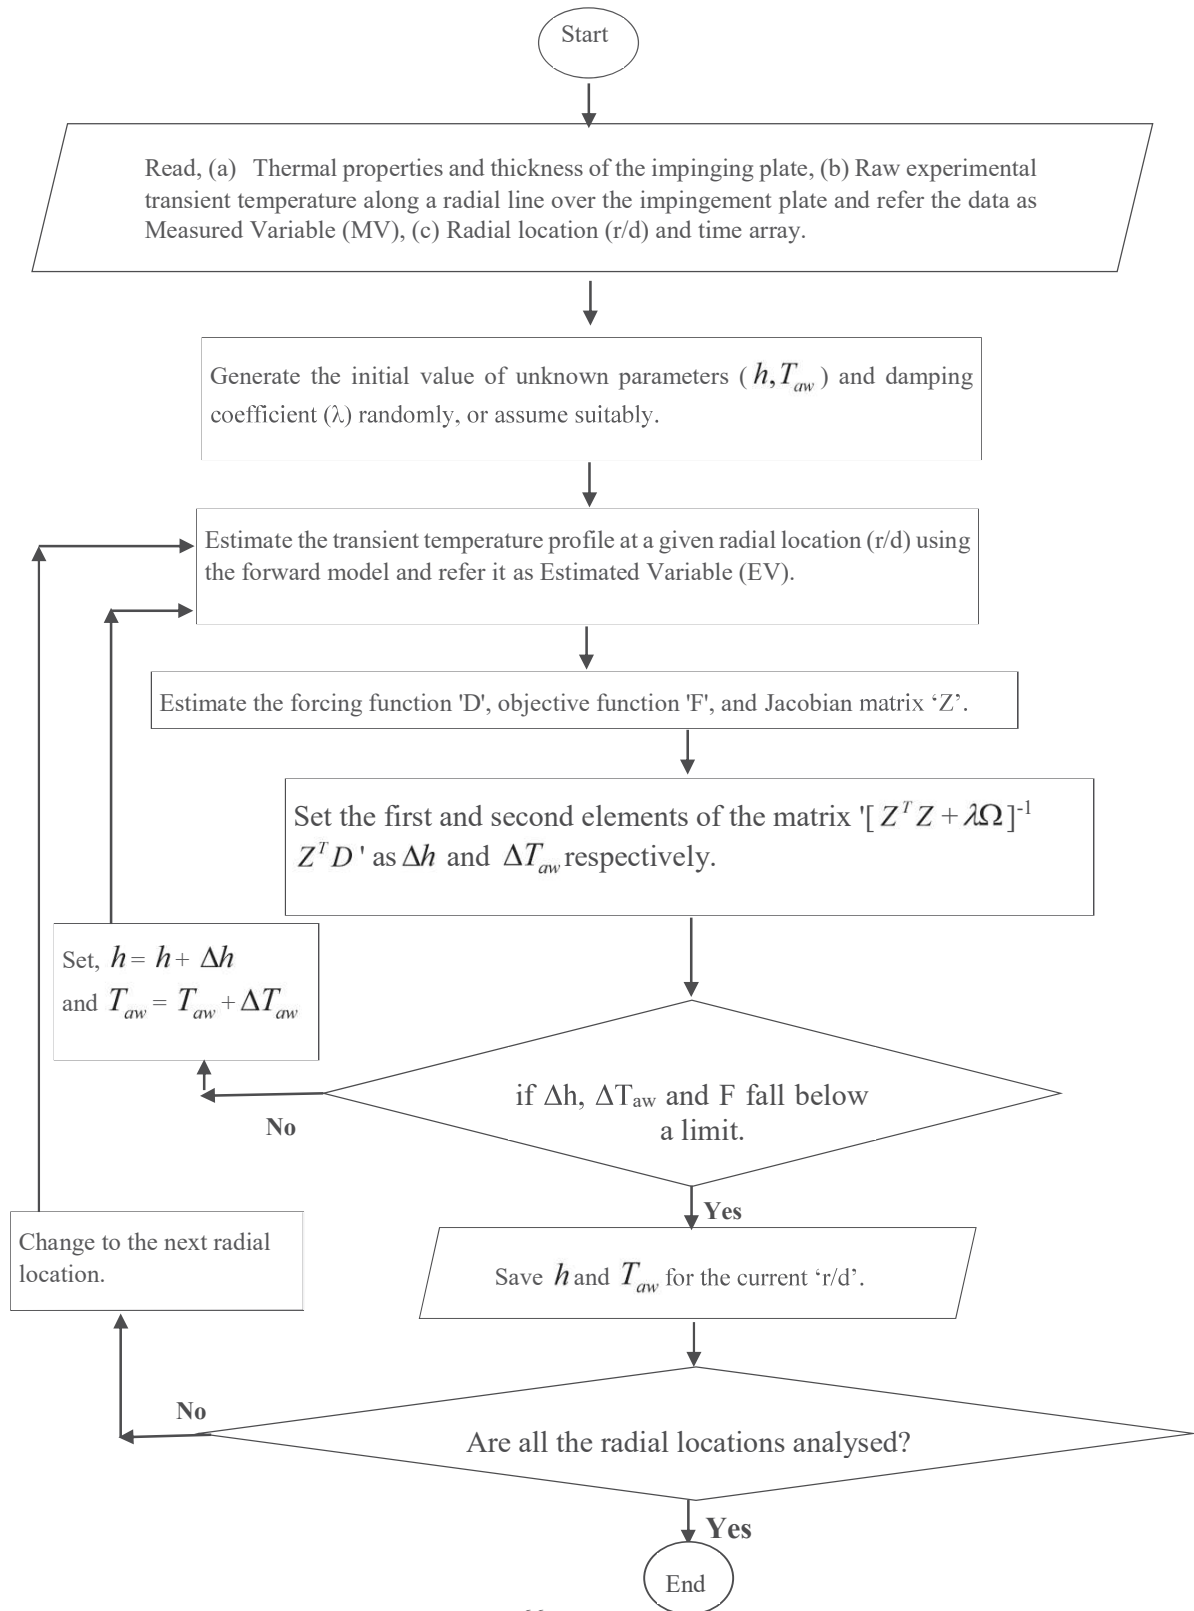 Start
Read, (a) Thermal properties and thickness of the impinging plate, (b) Raw experimental
transient temperature along a radial line over the impingement plate and refer the data as
Measured Variable (MV), (c) Radial location (r/d) and time array.
Generate the initial value of unknown parameters ( h, T_aw ) and damping
coefficient (λ) randomly, or assume suitably.
Estimate the transient temperature profile at a given radial location (r/d) using
the forward model and refer it as Estimated Variable (EV).
Estimate the forcing function 'D', objective function 'F', and Jacobian matrix ‘Z’.
Set the first and second elements of the matrix '[ Z^T Z + λΩ ]^-1
Z^T D ' as Δh and ΔT_aw respectively.
Set, h = h + Δh
and T_aw = T_aw + ΔT_aw
if Δh, ΔT_aw and F fall below
a limit.
No
Yes
Change to the next radial
location.
Save h and T_aw for the current ‘r/d’.
No
Are all the radial locations analysed?
Yes
End